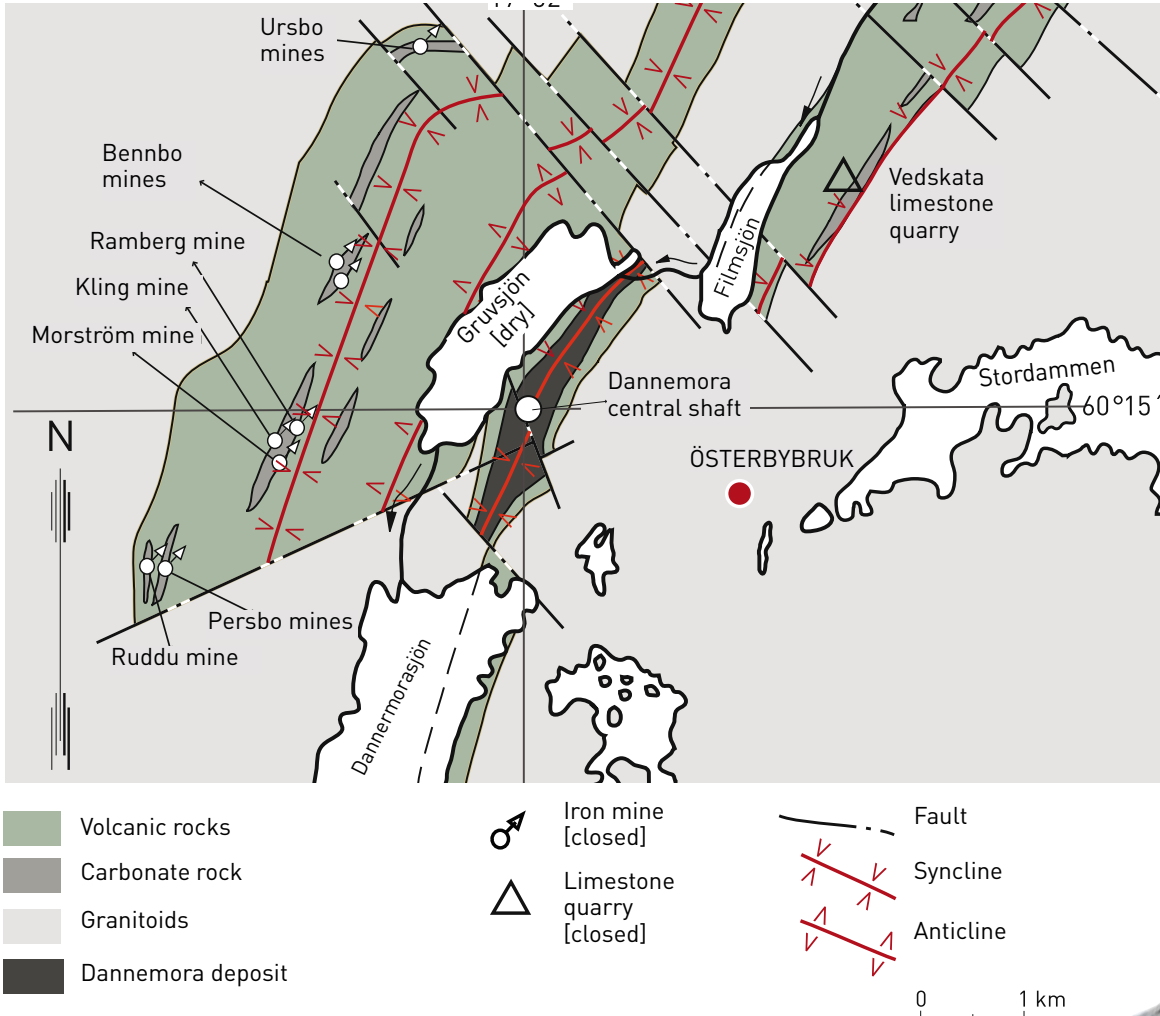 Ursbo
mines
Bennbo
mines
Ramberg mine
Kling mine
Morström mine
Vedskata
limestone
quarry
Filmsjön
Gruvsjön
[dry]
Dannemora
central shaft
Stordammen
60°15´
N
ÖSTERBYBRUK
Persbo mines
Ruddu mine
Dannermorasjön
Volcanic rocks
Carbonate rock
Granitoids
Dannemora deposit
Iron mine
[closed]
Limestone
quarry
[closed]
Fault
Syncline
Anticline
0 1 km